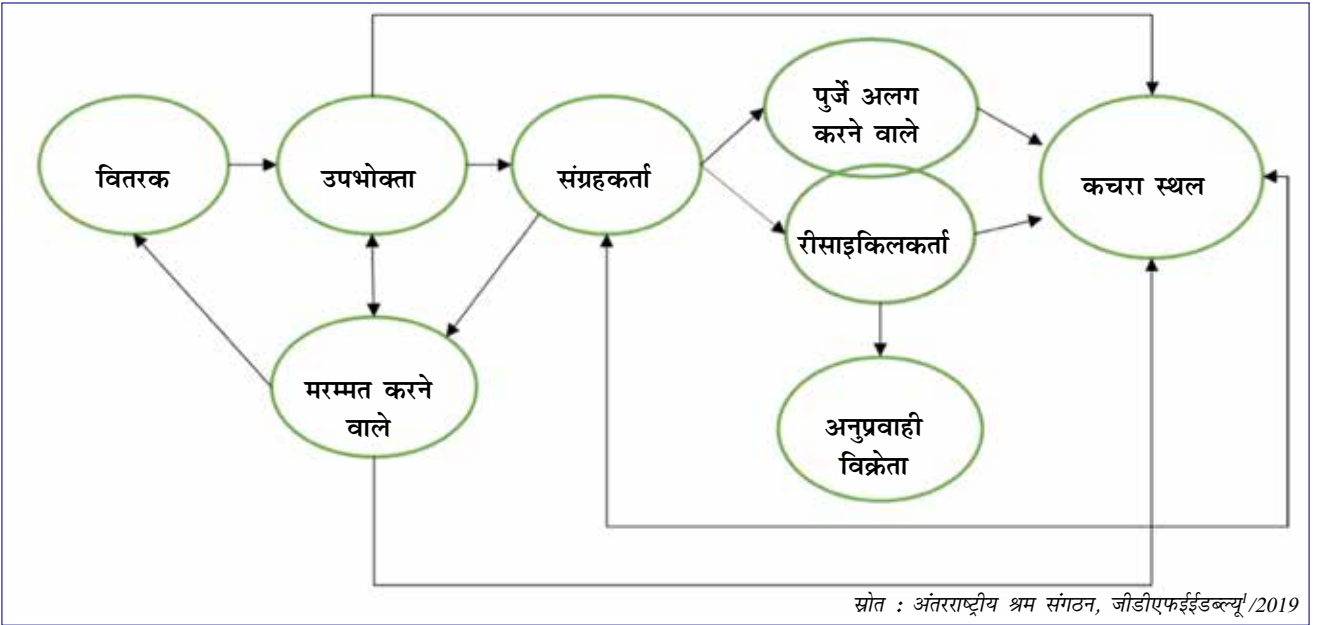 वितरक
उपभोक्ता
संग्रहकर्ता
पुर्जे अलग
करने वाले
रीसाइकिलकर्ता
कचरा स्थल
मरम्मत करने
वाले
अनुप्रवाही
विक्रेता
स्रोत : अंतरराष्ट्रीय श्रम संगठन, जीडीएफईईडब्ल्यू¹/2019